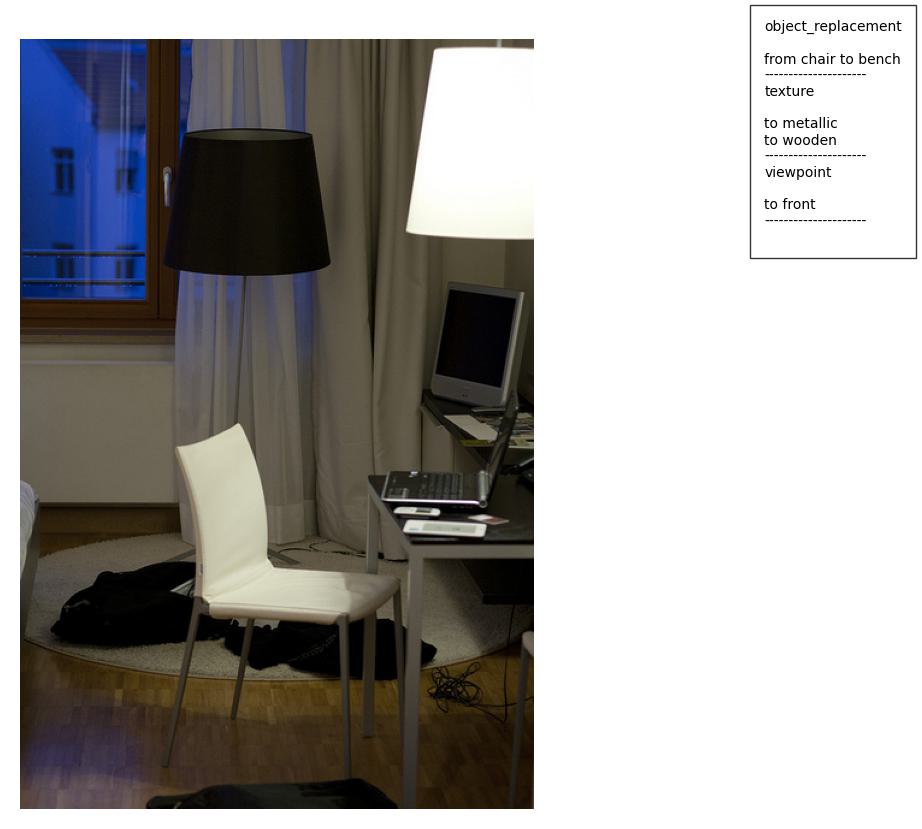 object_replacement
from chair to bench
---------------------
texture
to metallic
to wooden
---------------------
viewpoint
to front
---------------------